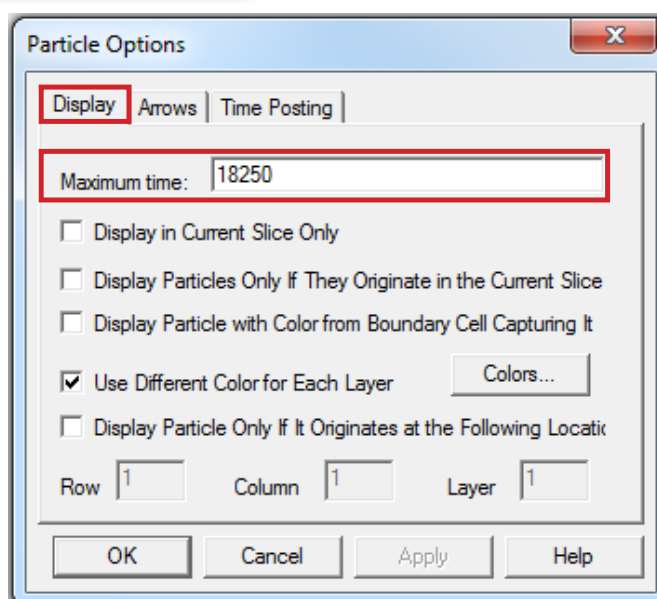 Particle Options
Display Arrows Time Posting
Maximum time: 18250
Display in Current Slice Only
Display Particles Only If They Originate in the Current Slice
Display Particle with Color from Boundary Cell Capturing It
Use Different Color for Each Layer Colors...
Display Particle Only If It Originates at the Following Locatic
Row 1 Column 1 Layer 1
OK Cancel Apply Help